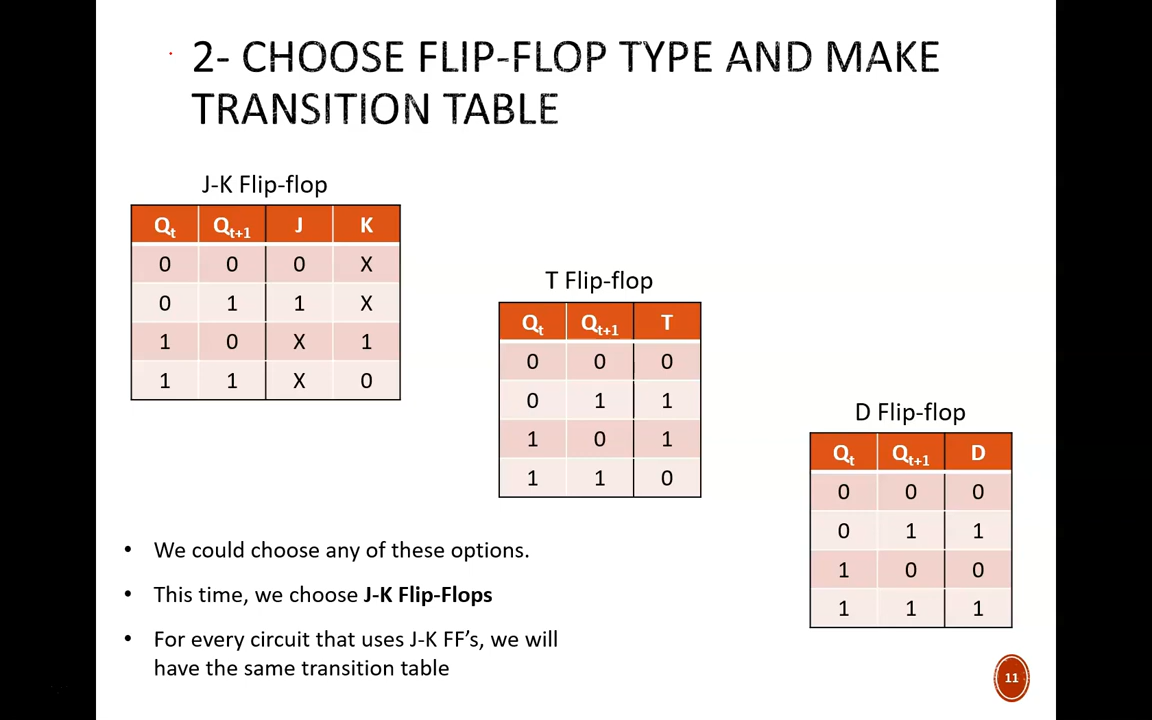 2- CHOOSE FLIP-FLOP TYPE AND MAKE
TRANSITION TABLE
J-K Flip-flop
Qt Qt+1 J K
0 0 0 X
0 1 1 X
1 0 X 1
1 1 X 0
T Flip-flop
Qt Qt+1 T
0 0 0
0 1 1
1 0 1
1 1 0
D Flip-flop
Qt Qt+1 D
0 0 0
0 1 1
1 0 0
1 1 1
• We could choose any of these options.
• This time, we choose J-K Flip-Flops
• For every circuit that uses J-K FF’s, we will
have the same transition table
11